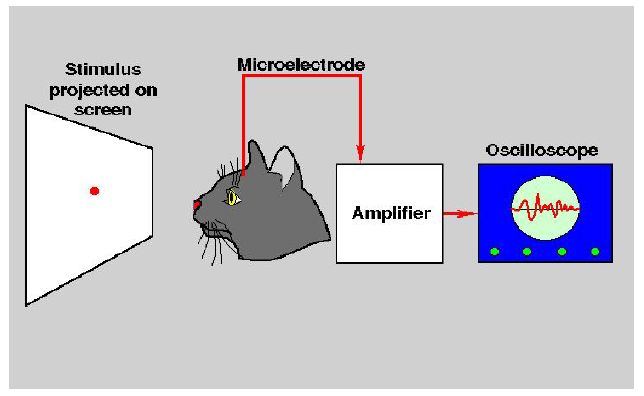 Stimulus
projected on
screen
Microelectrode
Amplifier
Oscilloscope